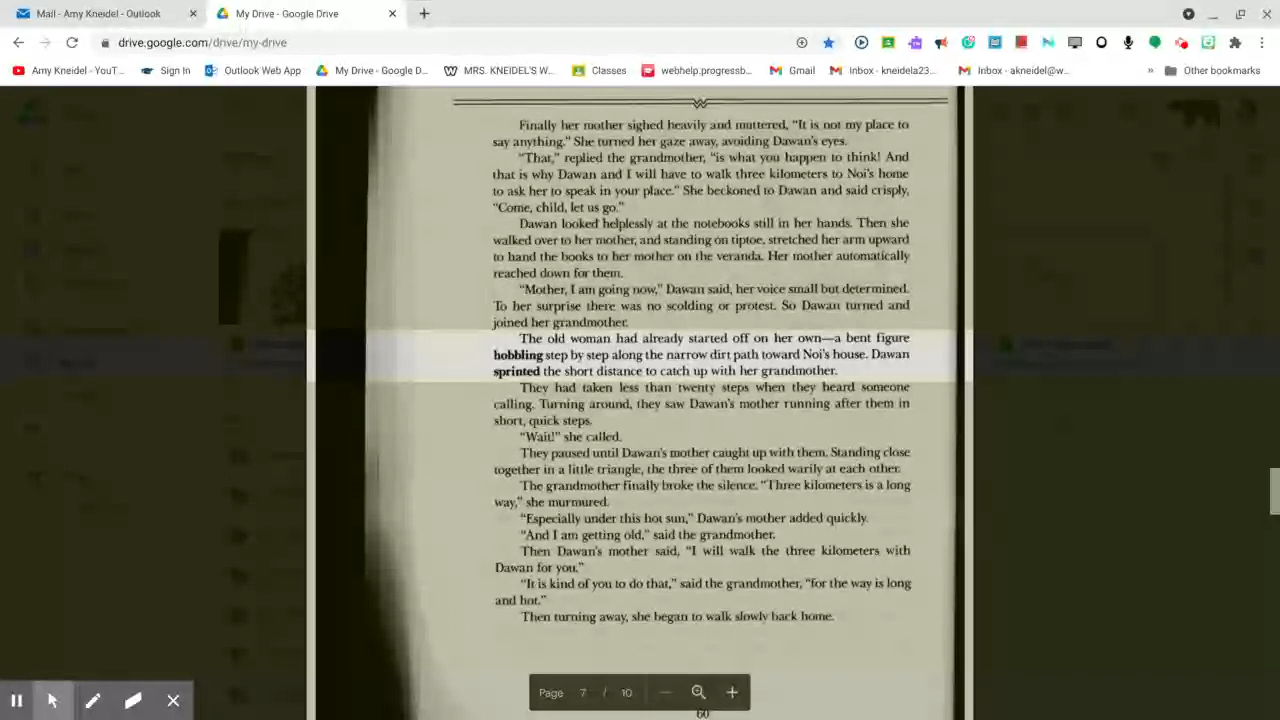 Mail - Amy Kneidel - Outlook
My Drive - Google Drive
drive.google.com/drive/my-drive
Amy Kneidel - YouT...
Sign In
Outlook Web App
My Drive - Google D...
MRS. KNEIDEL'S W...
Classes
webhelp.progressb...
Gmail
Inbox - kneidela23...
Inbox - akneidel@w...
»
Other bookmarks
Finally her mother sighed heavily and muttered, “It is not my place to
say anything.” She turned her gaze away, avoiding Dawan’s eyes.
“That,” replied the grandmother, “is what you happen to think! And
that is why Dawan and I will have to walk three kilometers to Noi’s home
to ask her to speak in your place.” She beckoned to Dawan and said crisply,
“Come, child, let us go.”
Dawan looked helplessly at the notebooks still in her hands. Then she
walked over to her mother, and standing on tiptoe, stretched her arm upward
to hand the books to her mother on the veranda. Her mother automatically
reached down for them.
“Mother, I am going now,” Dawan said, her voice small but determined.
To her surprise there was no scolding or protest. So Dawan turned and
joined her grandmother.
The old woman had already started off on her own—a bent figure
hobbling step by step along the narrow dirt path toward Noi’s house. Dawan
sprinted the short distance to catch up with her grandmother.
They had taken less than twenty steps when they heard someone
calling. Turning around, they saw Dawan’s mother running after them in
short, quick steps.
“Wait!” she called.
They paused until Dawan’s mother caught up with them. Standing close
together in a little triangle, the three of them looked warily at each other.
The grandmother finally broke the silence. “Three kilometers is a long
way,” she murmured.
“Especially under this hot sun,” Dawan’s mother added quickly.
“And I am getting old,” said the grandmother.
Then Dawan’s mother said, “I will walk the three kilometers with
Dawan for you.”
“It is kind of you to do that,” said the grandmother, “for the way is long
and hot.”
Then turning away, she began to walk slowly back home.
Page 7 / 10
60